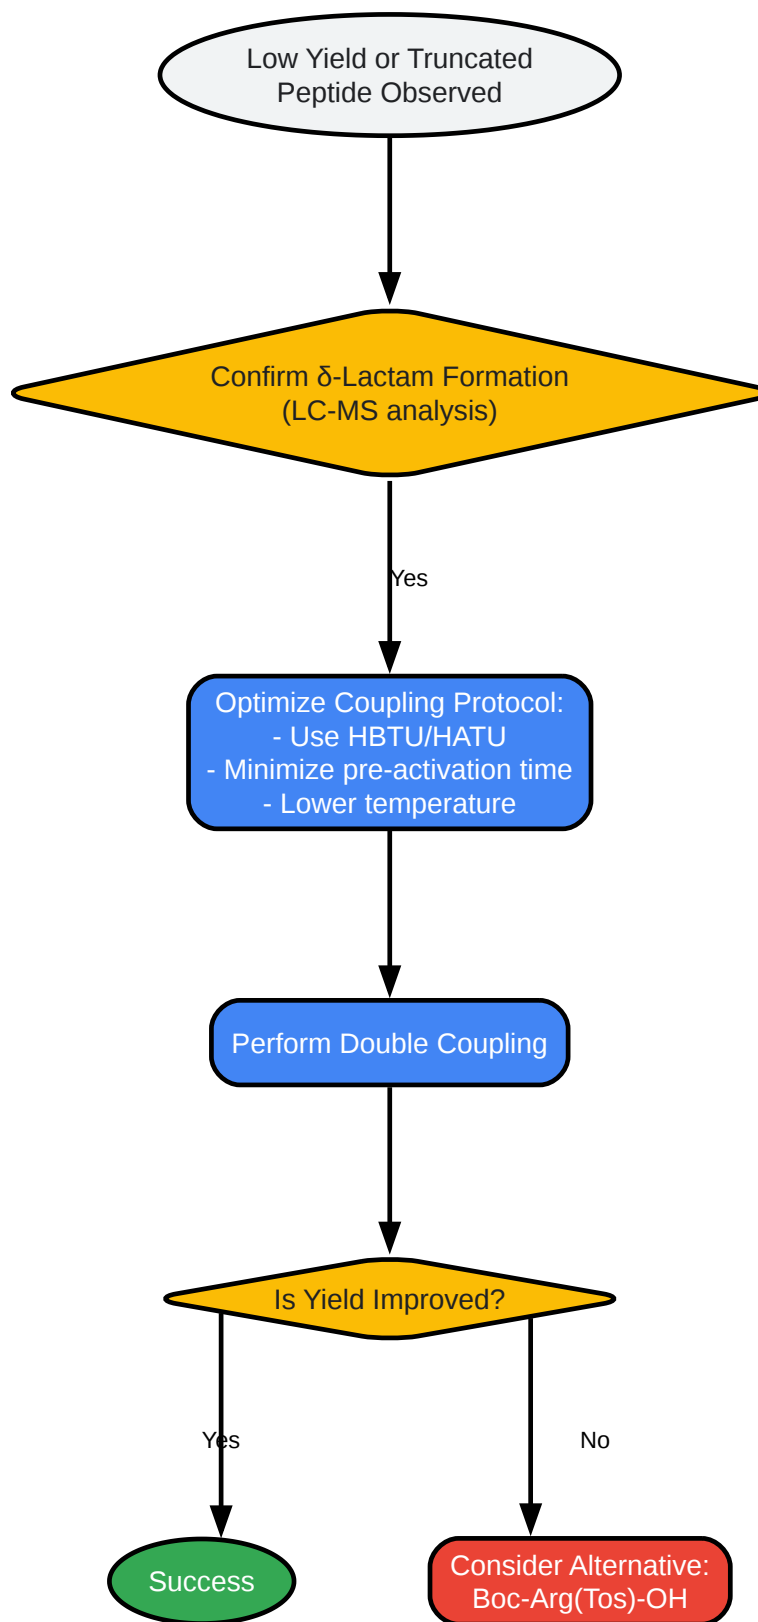 Low Yield or Truncated
Peptide Observed
Confirm δ-Lactam Formation
(LC-MS analysis)
Yes
Optimize Coupling Protocol:
- Use HBTU/HATU
- Minimize pre-activation time
- Lower temperature
Perform Double Coupling
Is Yield Improved?
Yes
No
Success
Consider Alternative:
Boc-Arg(Tos)-OH